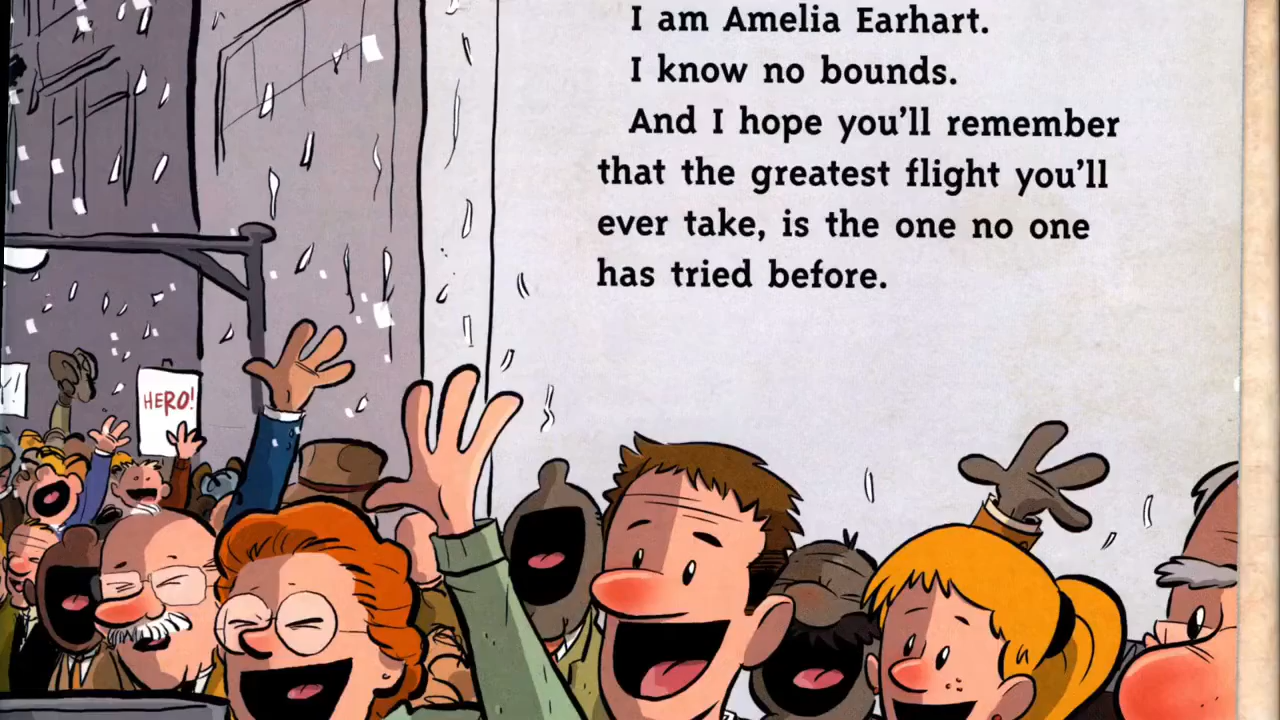 I am Amelia Earhart.
I know no bounds.
And I hope you'll remember
that the greatest flight you'll
ever take, is the one no one
has tried before.
HERO!